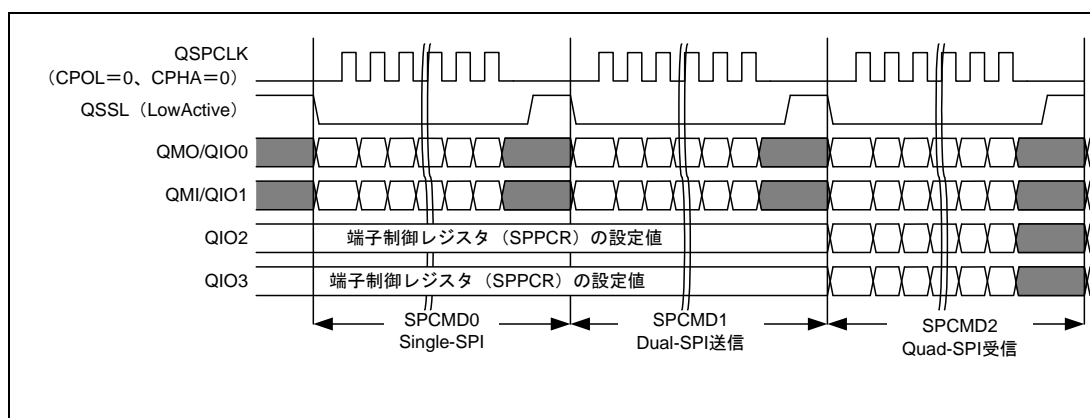 QSPCLK
（CPOL＝0、CPHA＝0）
QSSL（LowActive）
QMO/QIO0
QMI/QIO1
QIO2
端子制御レジスタ（SPPCR）の設定値
QIO3
端子制御レジスタ（SPPCR）の設定値
SPCMD0
Single-SPI
SPCMD1
Dual-SPI送信
SPCMD2
Quad-SPI受信